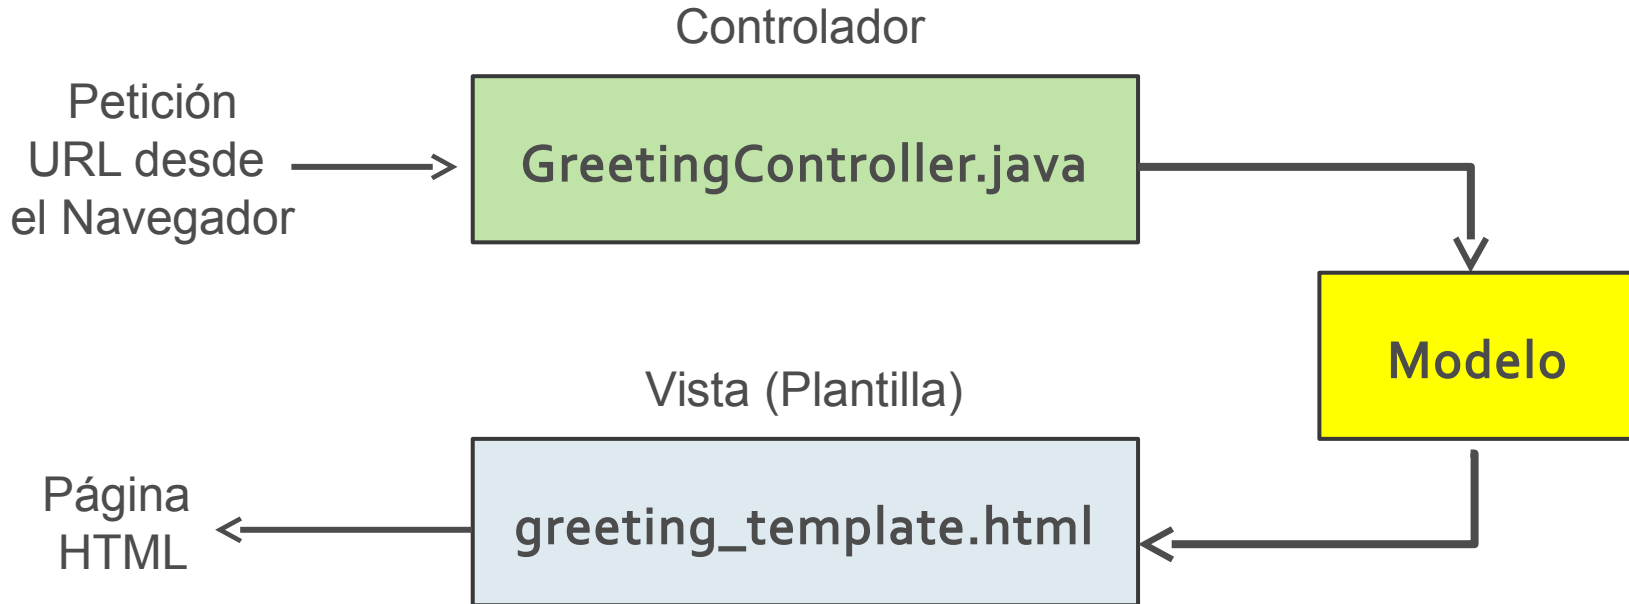 Controlador
Petición
URL desde
el Navegador
GreetingController.java
Modelo
Vista (Plantilla)
greeting_template.html
Página
HTML